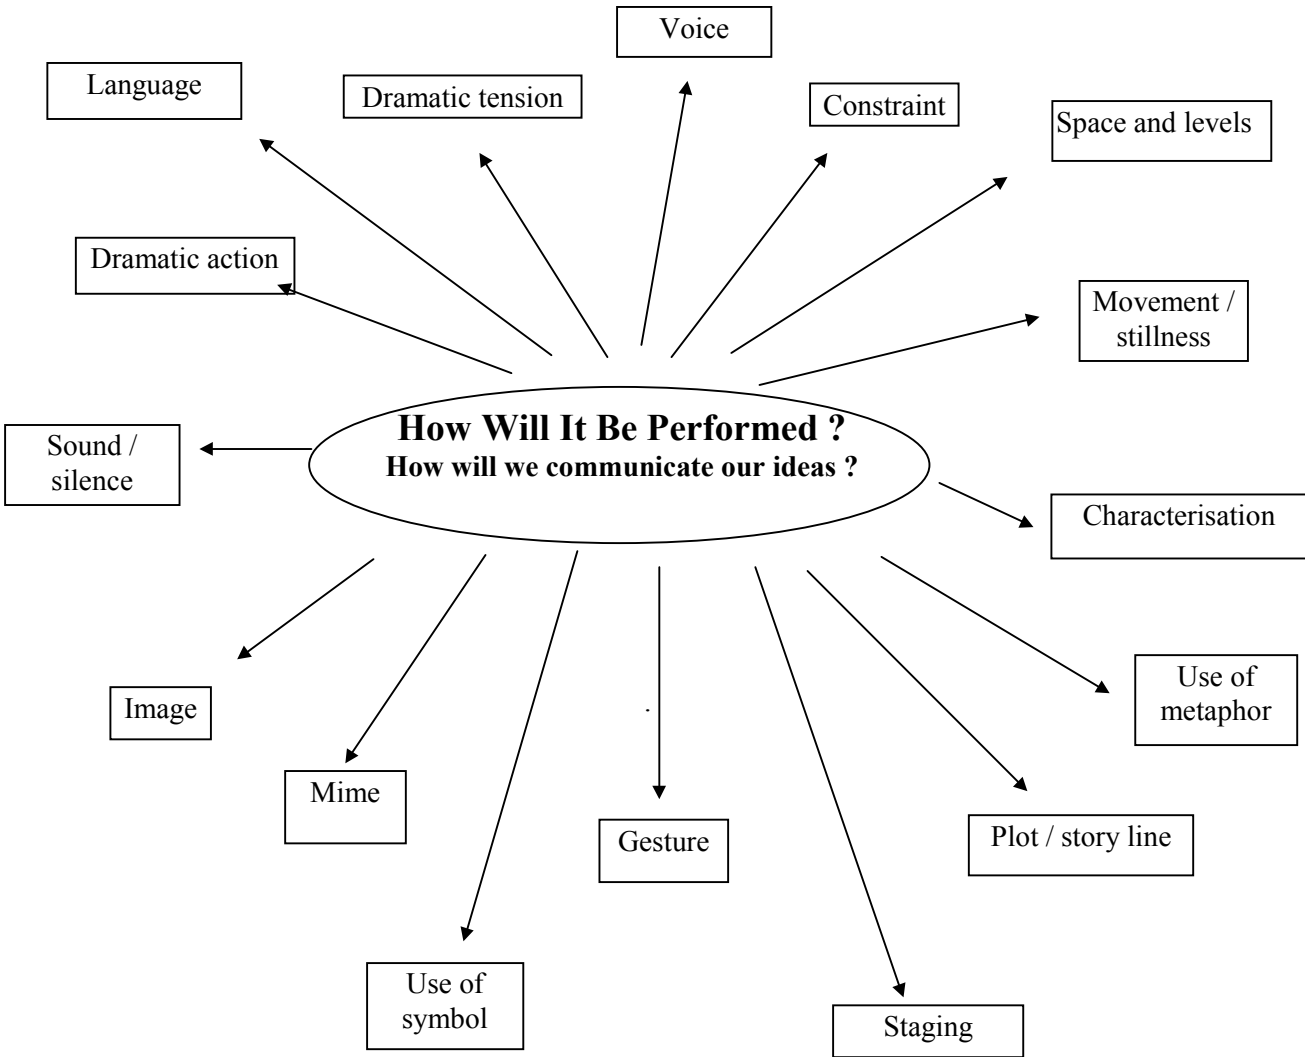 Voice
Language
Dramatic tension
Constraint
Space and levels
Dramatic action
Movement /
stillness
How Will It Be Performed ?
How will we communicate our ideas ?
Sound /
silence
Characterisation
Use of
metaphor
Image
Mime
Gesture
Plot / story line
Use of
symbol
Staging